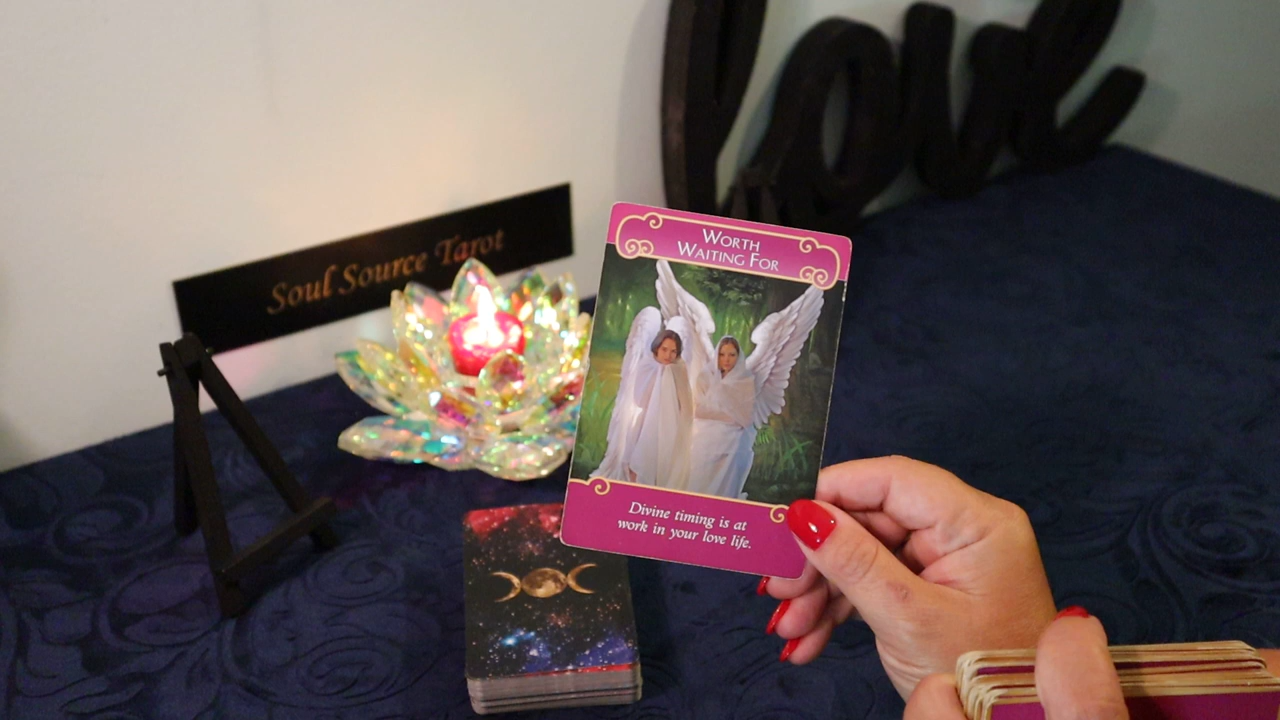 love
Soul Source Tarot
WORTH
WAITING FOR
Divine timing is at
work in your love life.